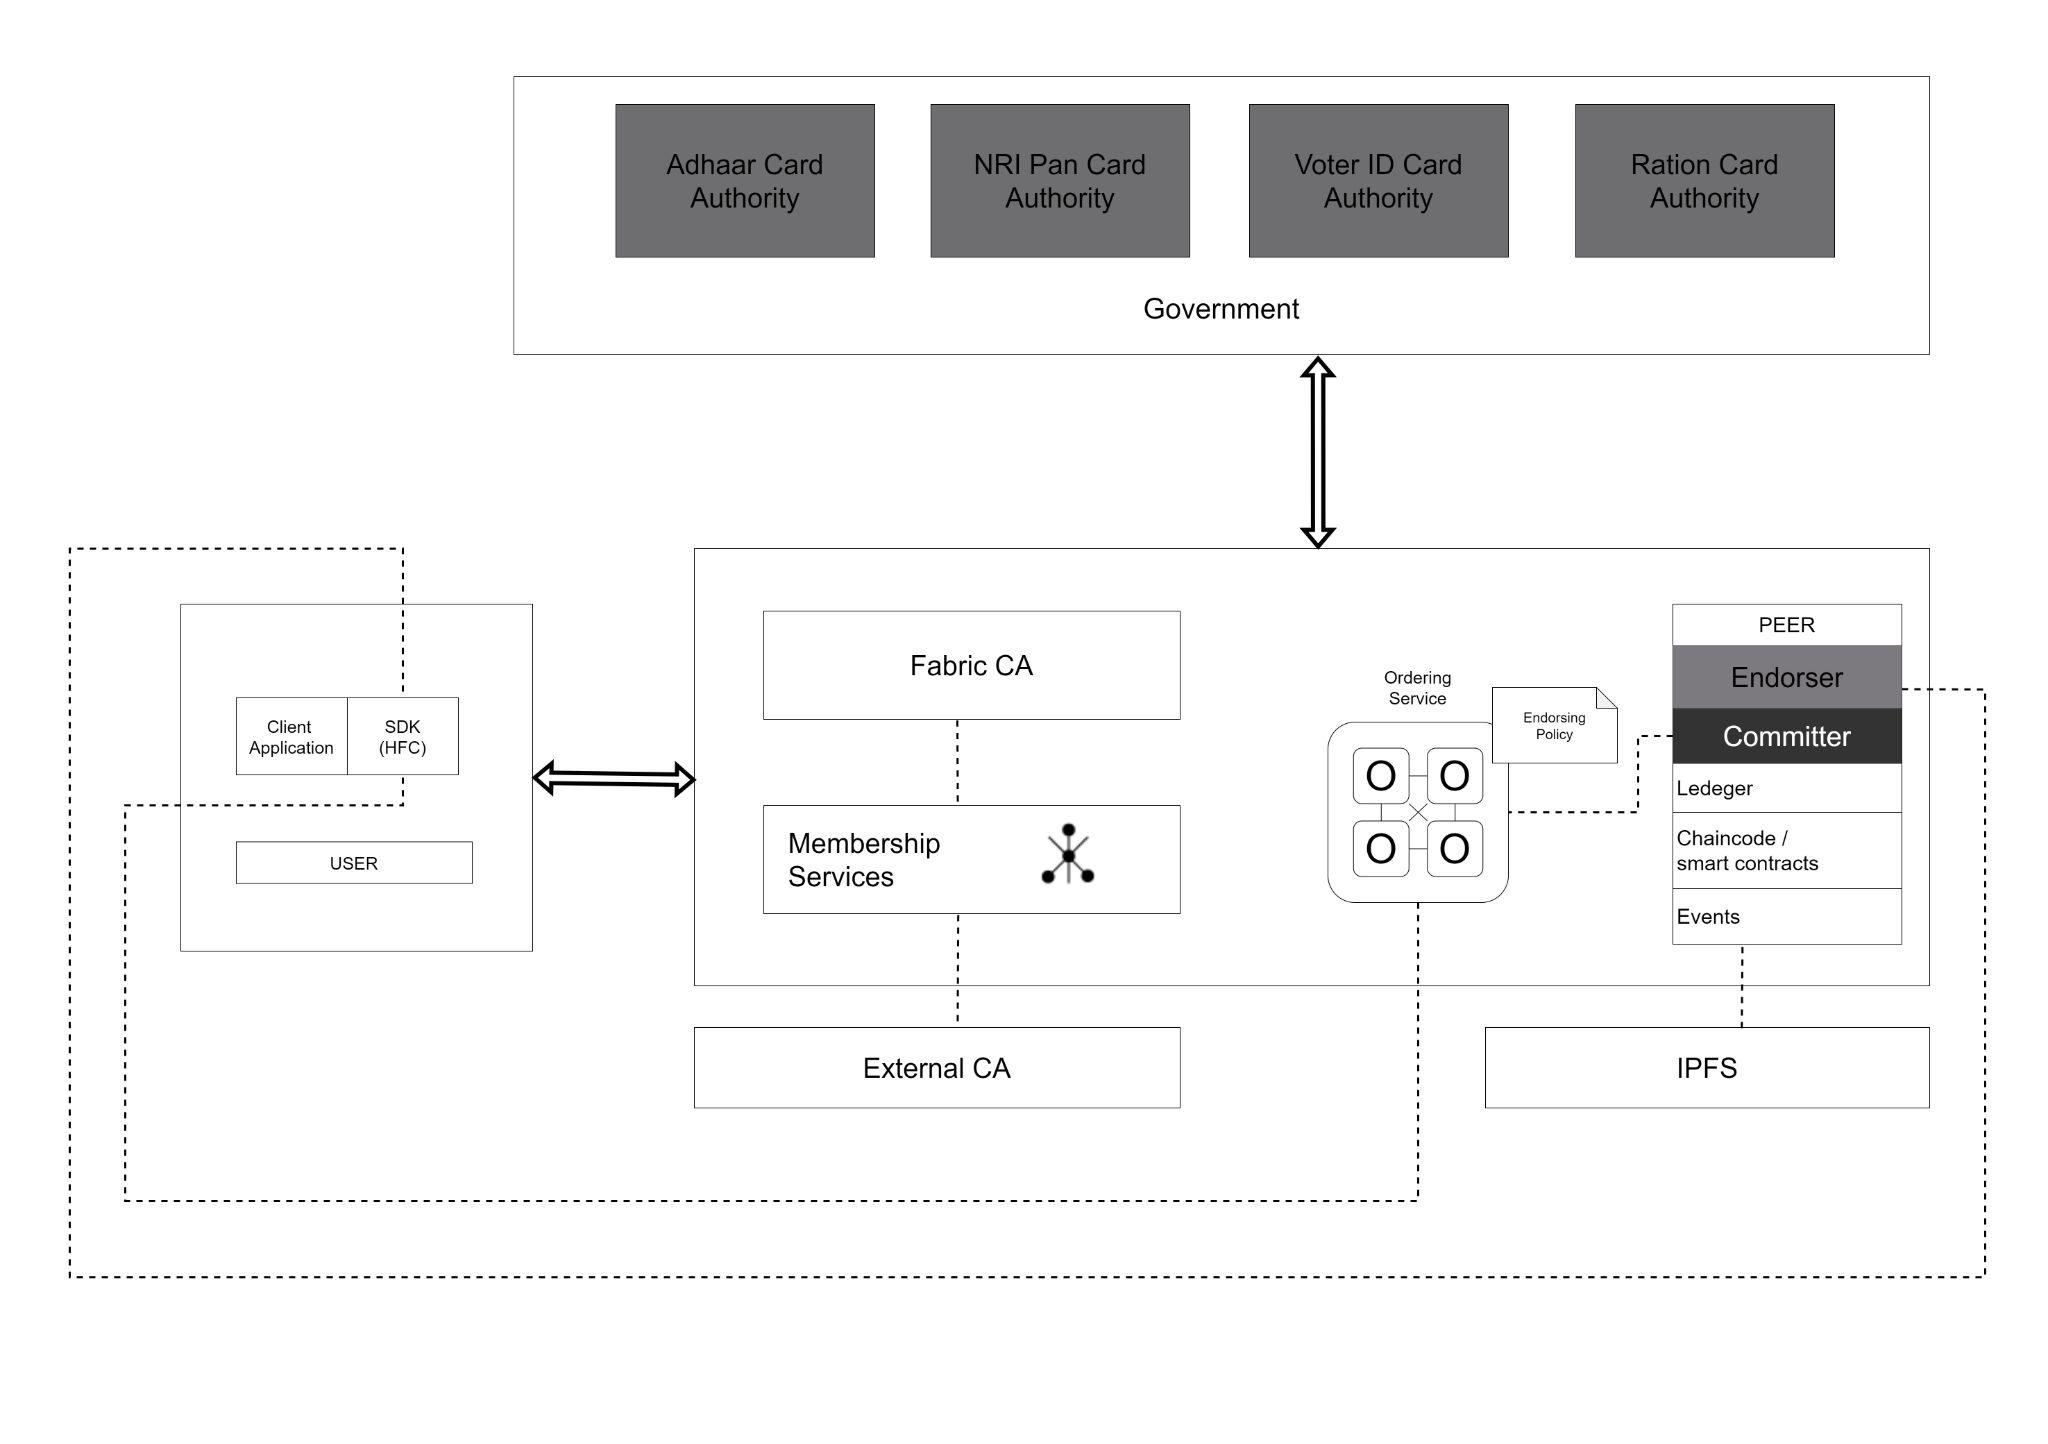 Adhaar Card
Authority
NRI Pan Card
Authority
Voter ID Card
Authority
Ration Card
Authority
Government
Client
Application
SDK
(HFC)
USER
Fabric CA
Membership
Services
External CA
Ordering
Service
Endorsing
Policy
O
O
O
O
PEER
Endorser
Committer
Ledeger
Chaincode /
smart contracts
Events
IPFS